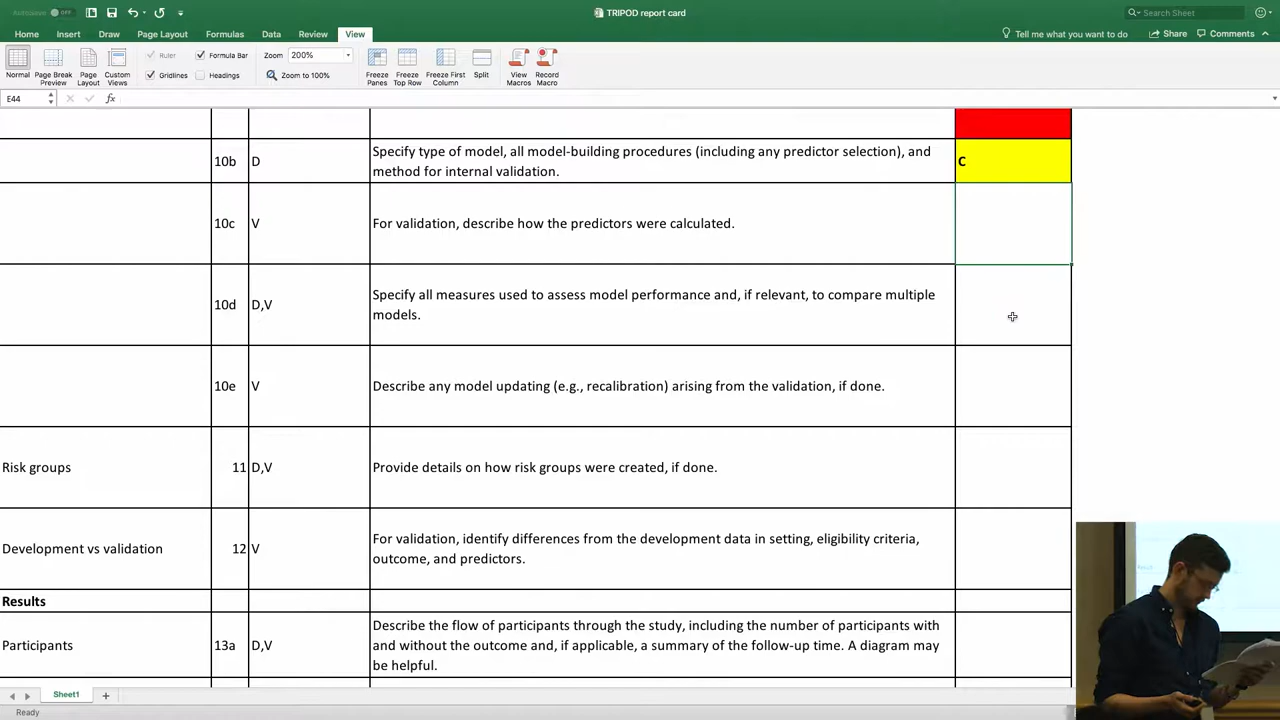 AutoSave OFF
TRIPOD report card
Search Sheet
Home Insert Draw Page Layout Formulas Data Review View
Tell me what you want to do
Share
Comments
Normal
Page Break Preview
Page Layout
Custom Views
Ruler
Formula Bar
Gridlines
Headings
Zoom 200%
Zoom to 100%
Freeze Panes
Freeze Top Row
Freeze First Column
Split
View Macros
Record Macro
E44
fx
10b D Specify type of model, all model-building procedures (including any predictor selection), and
method for internal validation.
C
10c V For validation, describe how the predictors were calculated.
10d D,V Specify all measures used to assess model performance and, if relevant, to compare multiple
models.
10e V Describe any model updating (e.g., recalibration) arising from the validation, if done.
Risk groups 11 D,V Provide details on how risk groups were created, if done.
Development vs validation 12 V For validation, identify differences from the development data in setting, eligibility criteria,
outcome, and predictors.
Results
Participants 13a D,V Describe the flow of participants through the study, including the number of participants with
and without the outcome and, if applicable, a summary of the follow-up time. A diagram may
be helpful.
Sheet1
Ready